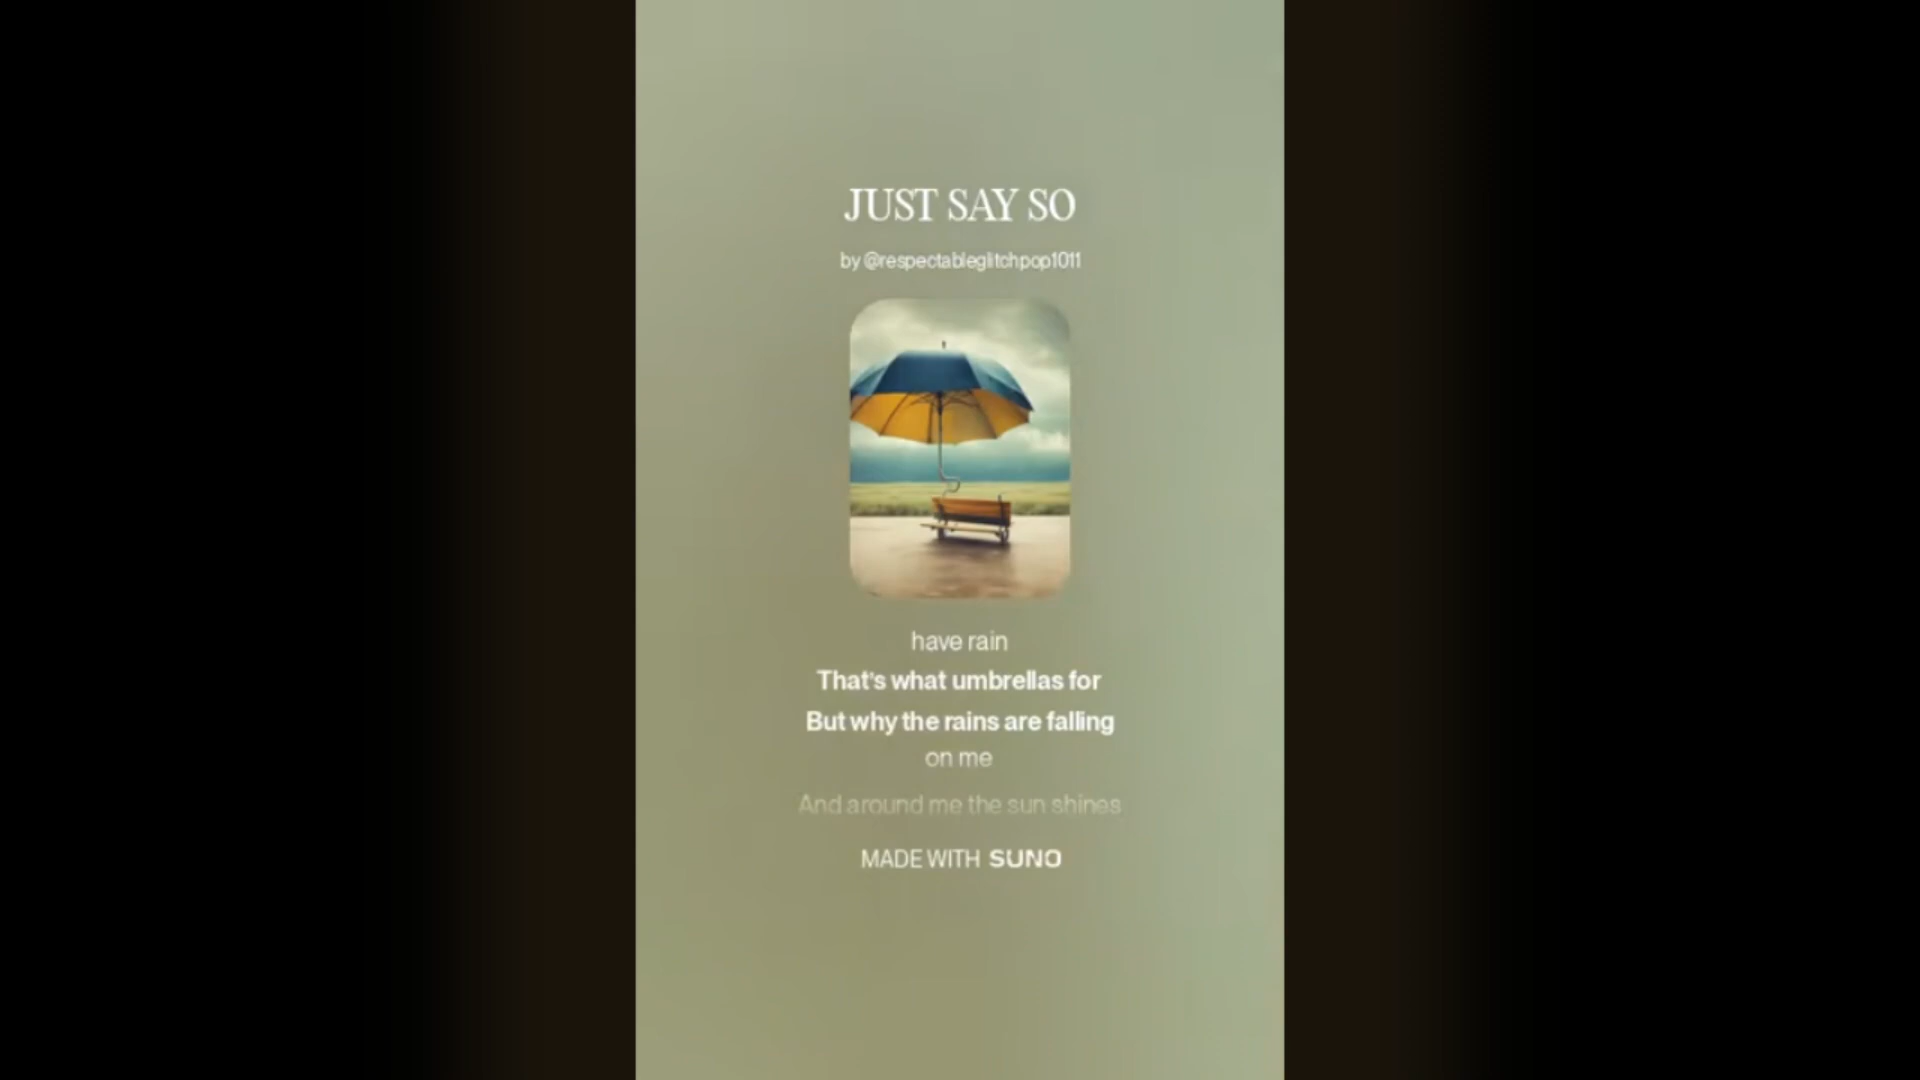 JUST SAY SO
by @respectableglitchpop1011
have rain
That's what umbrellas for
But why the rains are falling
on me
And around me the sun shines
MADE WITH SUNO